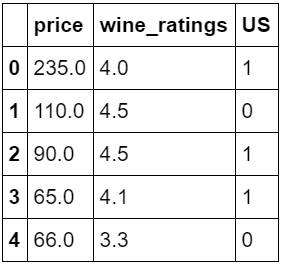 price wine_ratings US
0 235.0 4.0 1
1 110.0 4.5 0
2 90.0 4.5 1
3 65.0 4.1 1
4 66.0 3.3 0